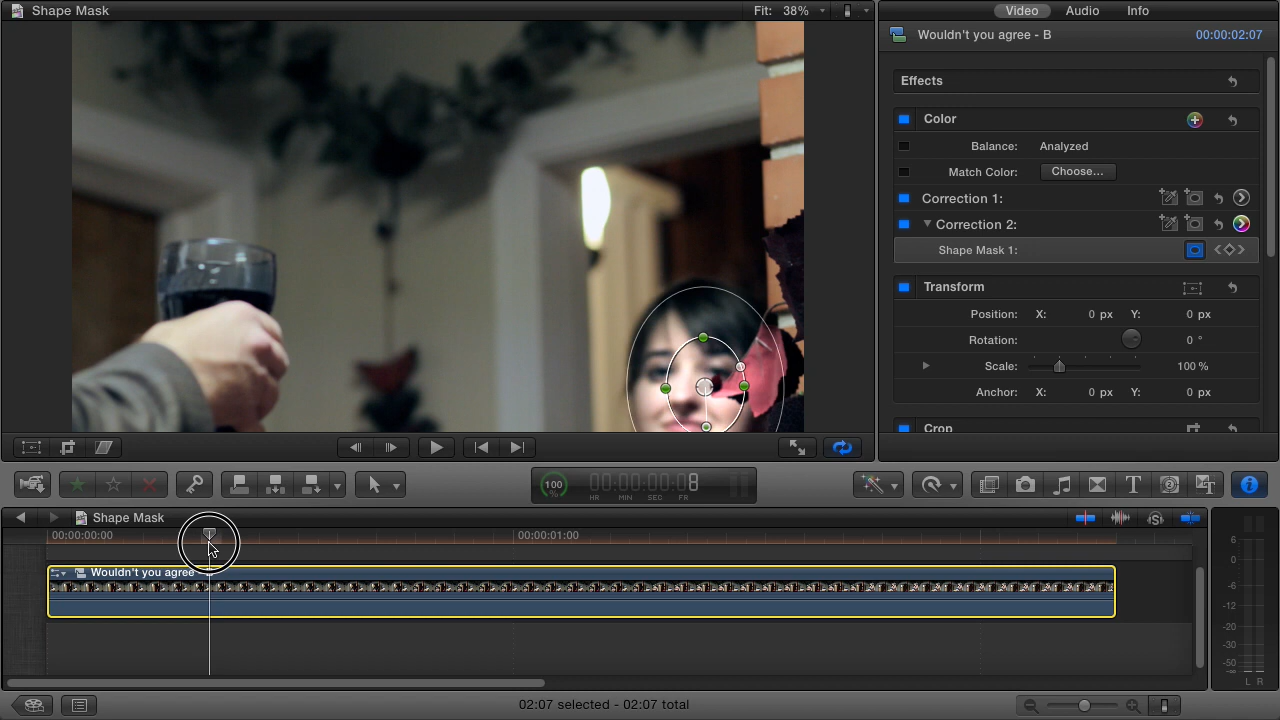 Shape Mask
Fit: 38%
Video
Audio
Info
Wouldn't you agree - B
00:00:02:07
Effects
Color
Balance: Analyzed
Match Color: Choose...
Correction 1:
Correction 2:
Shape Mask 1:
Transform
Position: X: 0 px Y: 0 px
Rotation: 0 °
Scale: 100 %
Anchor: X: 0 px Y: 0 px
Crop
100
%
00:00:00:08
HR MIN SEC FR
Shape Mask
00:00:00:00
00:00:01:00
Wouldn't you agree -
6
0
-6
-12
-20
-30
-50
-∞
L R
02:07 selected - 02:07 total